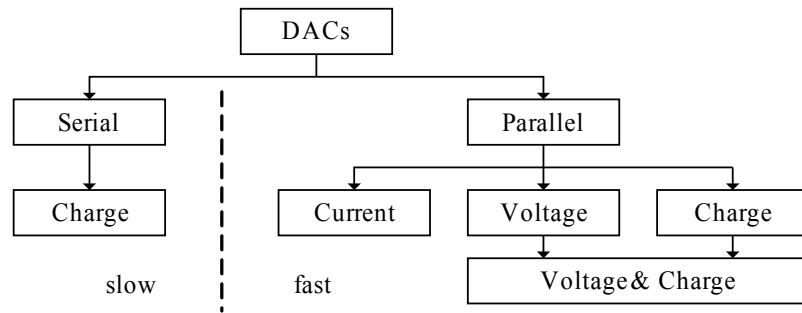 DACs
Serial
Parallel
Charge
Current
Voltage
Charge
Voltage & Charge
slow
fast